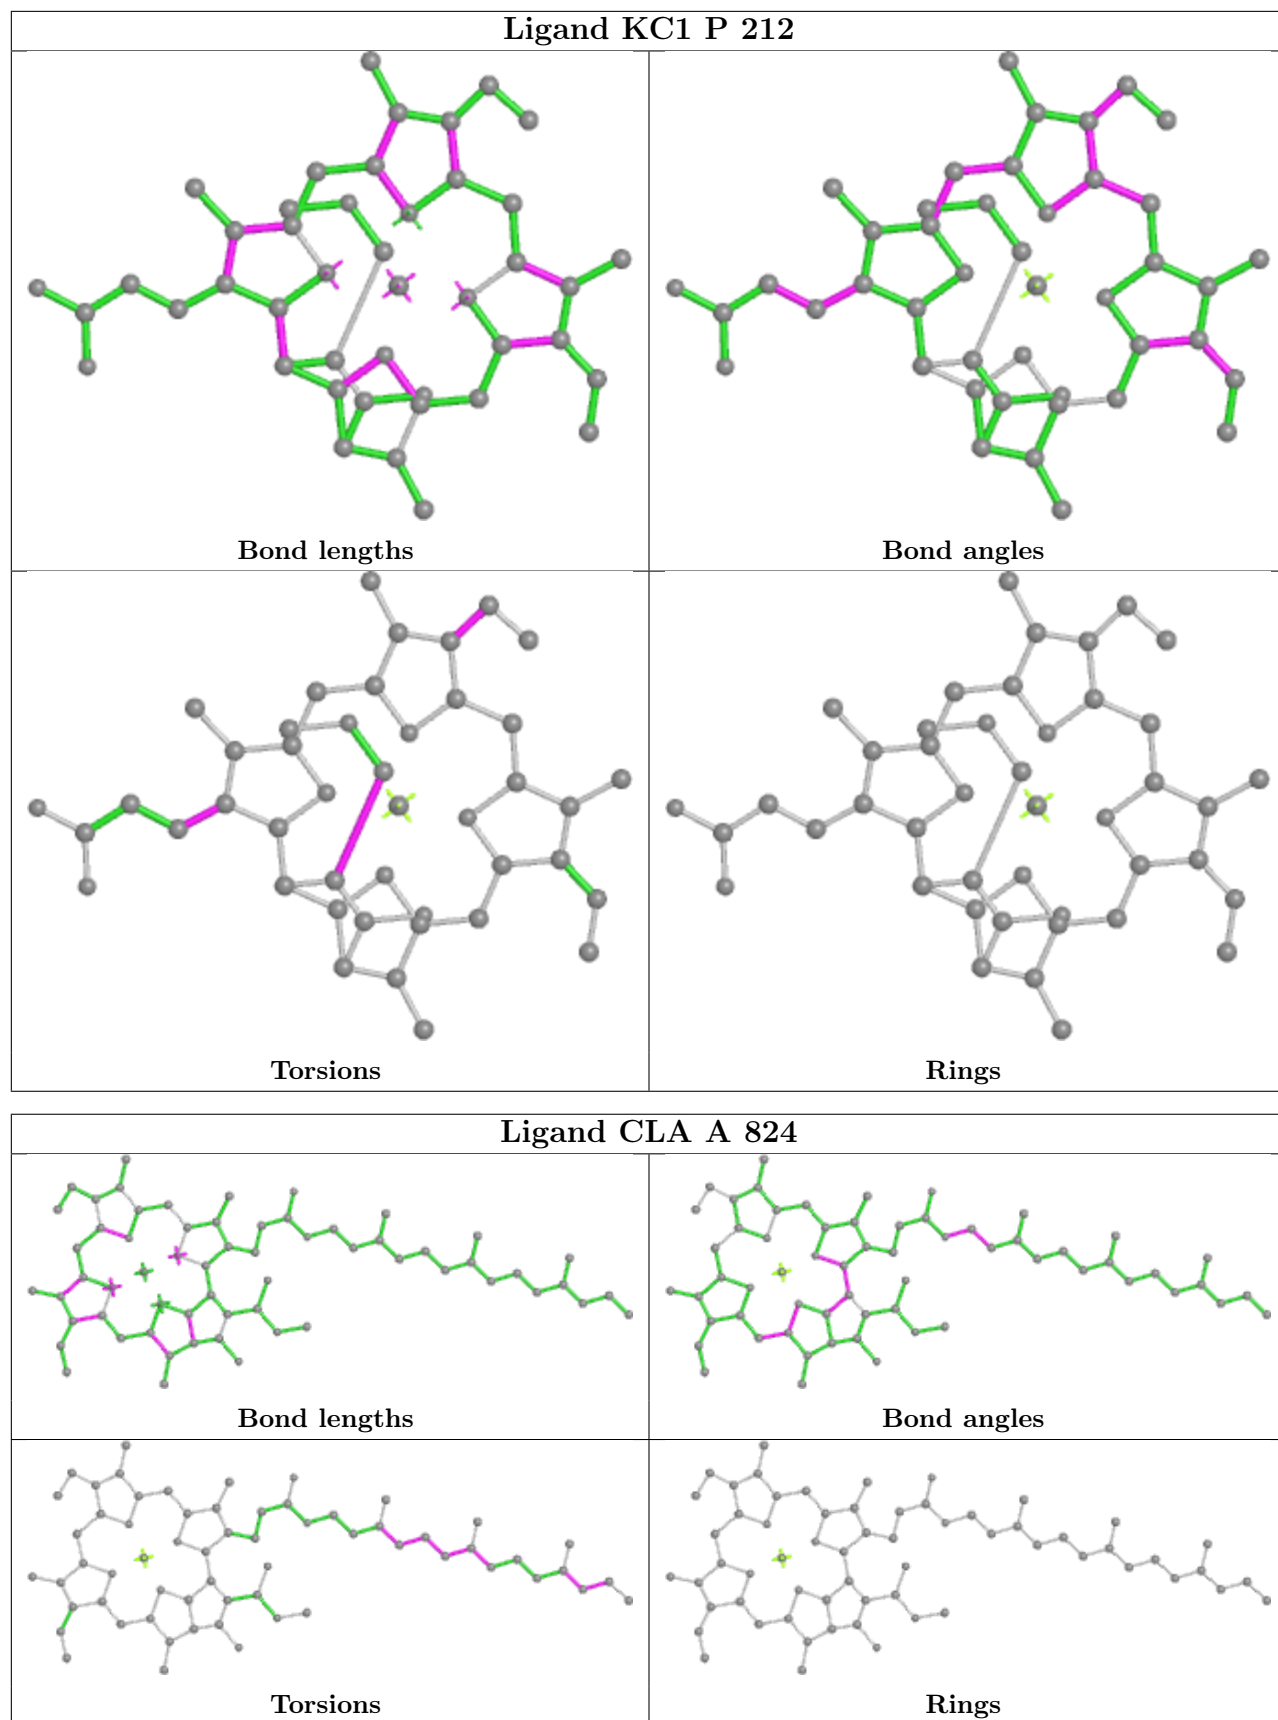 Ligand KC1 P 212
Bond lengths
Bond angles
Torsions
Rings
Ligand CLA A 824
Bond lengths
Bond angles
Torsions
Rings